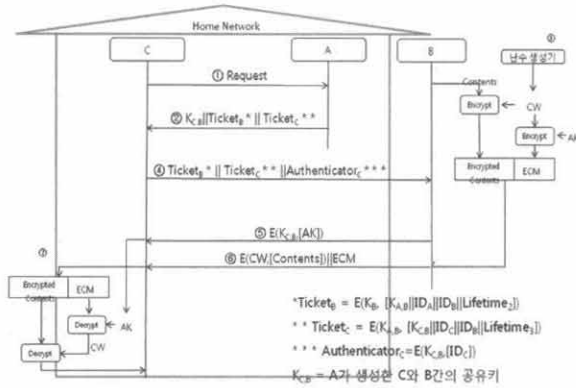 Home Network
C
A
B
⑧
난수 생성기
① Request
Contents
Encrypt
CW
② K_C,B||Ticket_B* || Ticket_C**
Encrypt
AK
④ Ticket_B* || Ticket_C** ||Authenticator_C***
Encrypted Contents
ECM
⑤ E(K_C,B,[AK])
⑦
⑥ E(CW,[Contents])||ECM
Encrypted Contents
ECM
Decrypt
AK
CW
Decrypt
*Ticket_B = E(K_B, [K_A,B||ID_A||ID_B||Lifetime_2])
** Ticket_C = E(K_A,B, [K_C,B||ID_C||ID_B||Lifetime_3])
*** Authenticator_C=E(K_C,B,[ID_C])
K_C,B = A가 생성한 C와 B간의 공유키